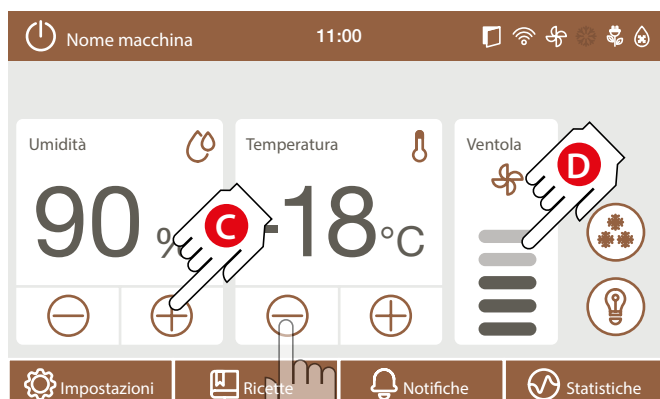 Nome macchina 11:00
Umidità Temperatura Ventola
D
C
90 % -18 °C
Impostazioni Ricette Notifiche Statistiche